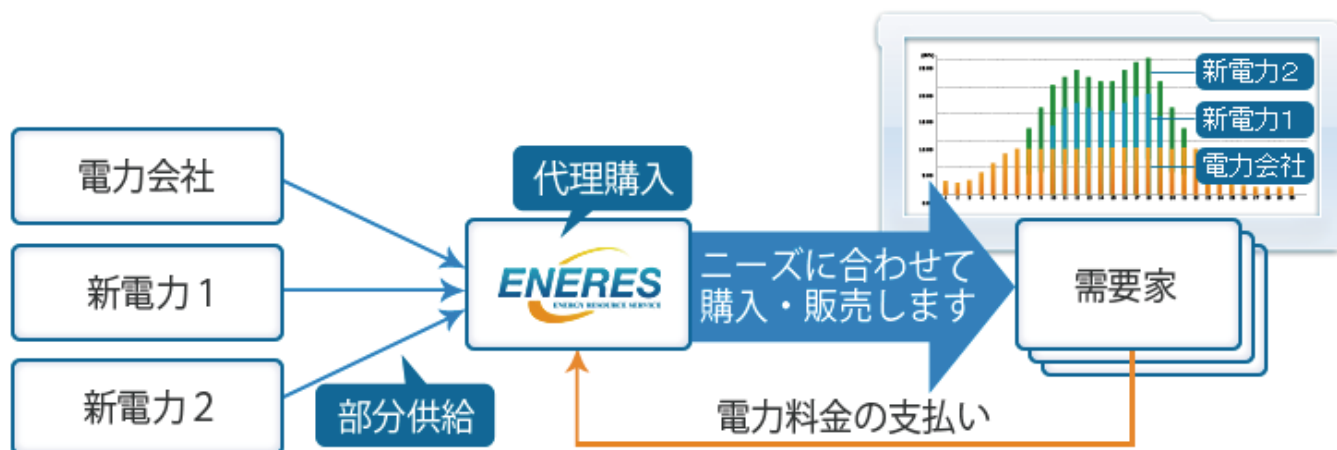 電力会社
新電力1
新電力2
部分供給
代理購入
ENERES
ENERGY RESOURCE SERVICE
ニーズに合わせて
購入・販売します
新電力2
新電力1
電力会社
需要家
電力料金の支払い